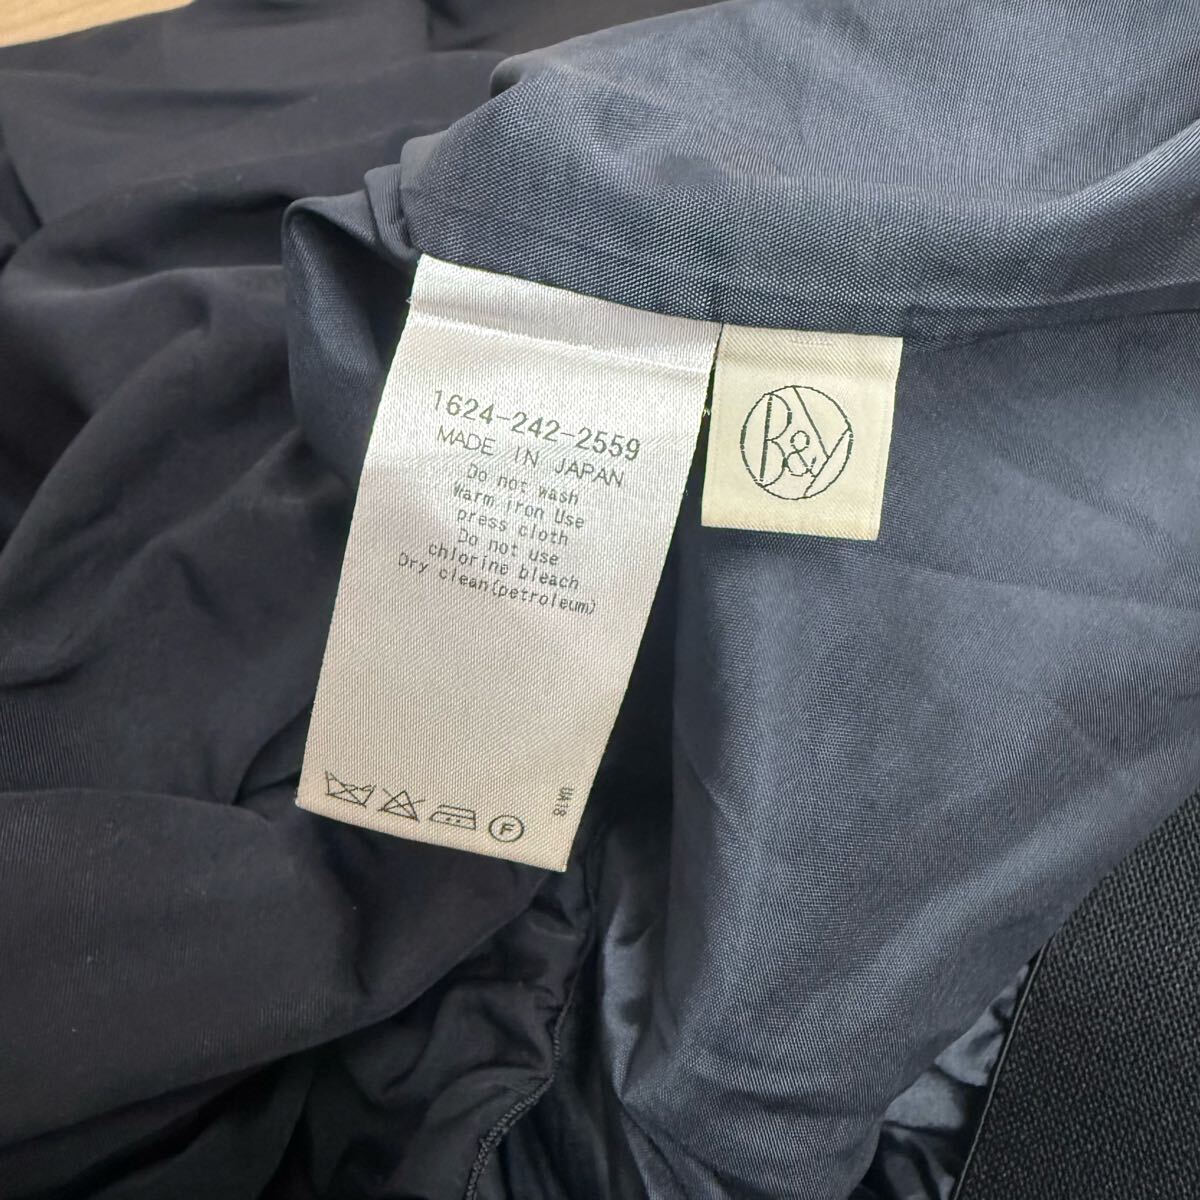 1624-242-2559
MADE IN JAPAN
Do not wash
Warm iron Use
press cloth
Do not use
chlorine bleach
Dry clean(petroleum)
F
UA18
B&Y